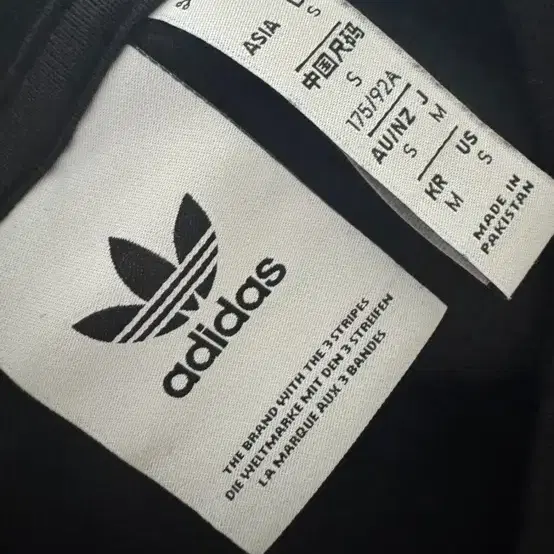 adidas
THE BRAND WITH THE 3 STRIPES
DIE WELTMARKE MIT DEN 3 STREIFEN
LA MARQUE AUX 3 BANDES
ASIA
S
中国尺码
S
175/92A
AU/NZ
S
J
M
KR
M
US
S
MADE IN
PAKISTAN